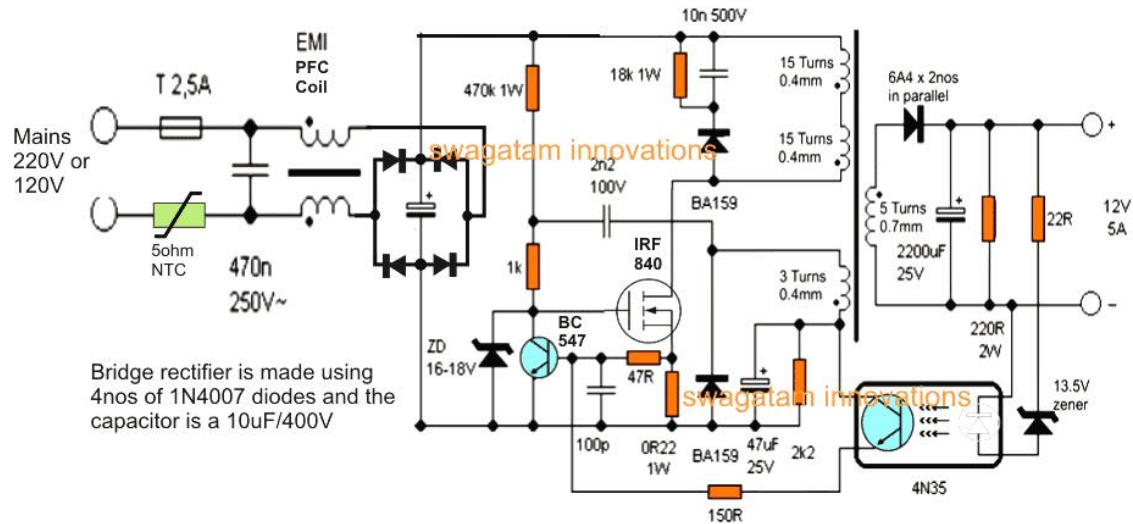 10n 500V
EMI
PFC
Coil
T 2,5A
15 Turns
0.4mm
18k 1W
470k 1W
6A4 x 2nos
in parallel
Mains
220V or
120V
swagatam innovations
15 Turns
0.4mm
2n2
100V
BA159
5 Turns
0.7mm
22R
12V
5A
+
+
+
-
5ohm
NTC
470n
250V~
1k
IRF
840
3 Turns
0.4mm
2200uF
25V
BC
547
ZD
16-18V
220R
2W
47R
+
Bridge rectifier is made using
4nos of 1N4007 diodes and the
capacitor is a 10uF/400V
swagatam innovations
13.5V
zener
100p
0R22
1W
BA159
47uF
25V
2k2
4N35
150R